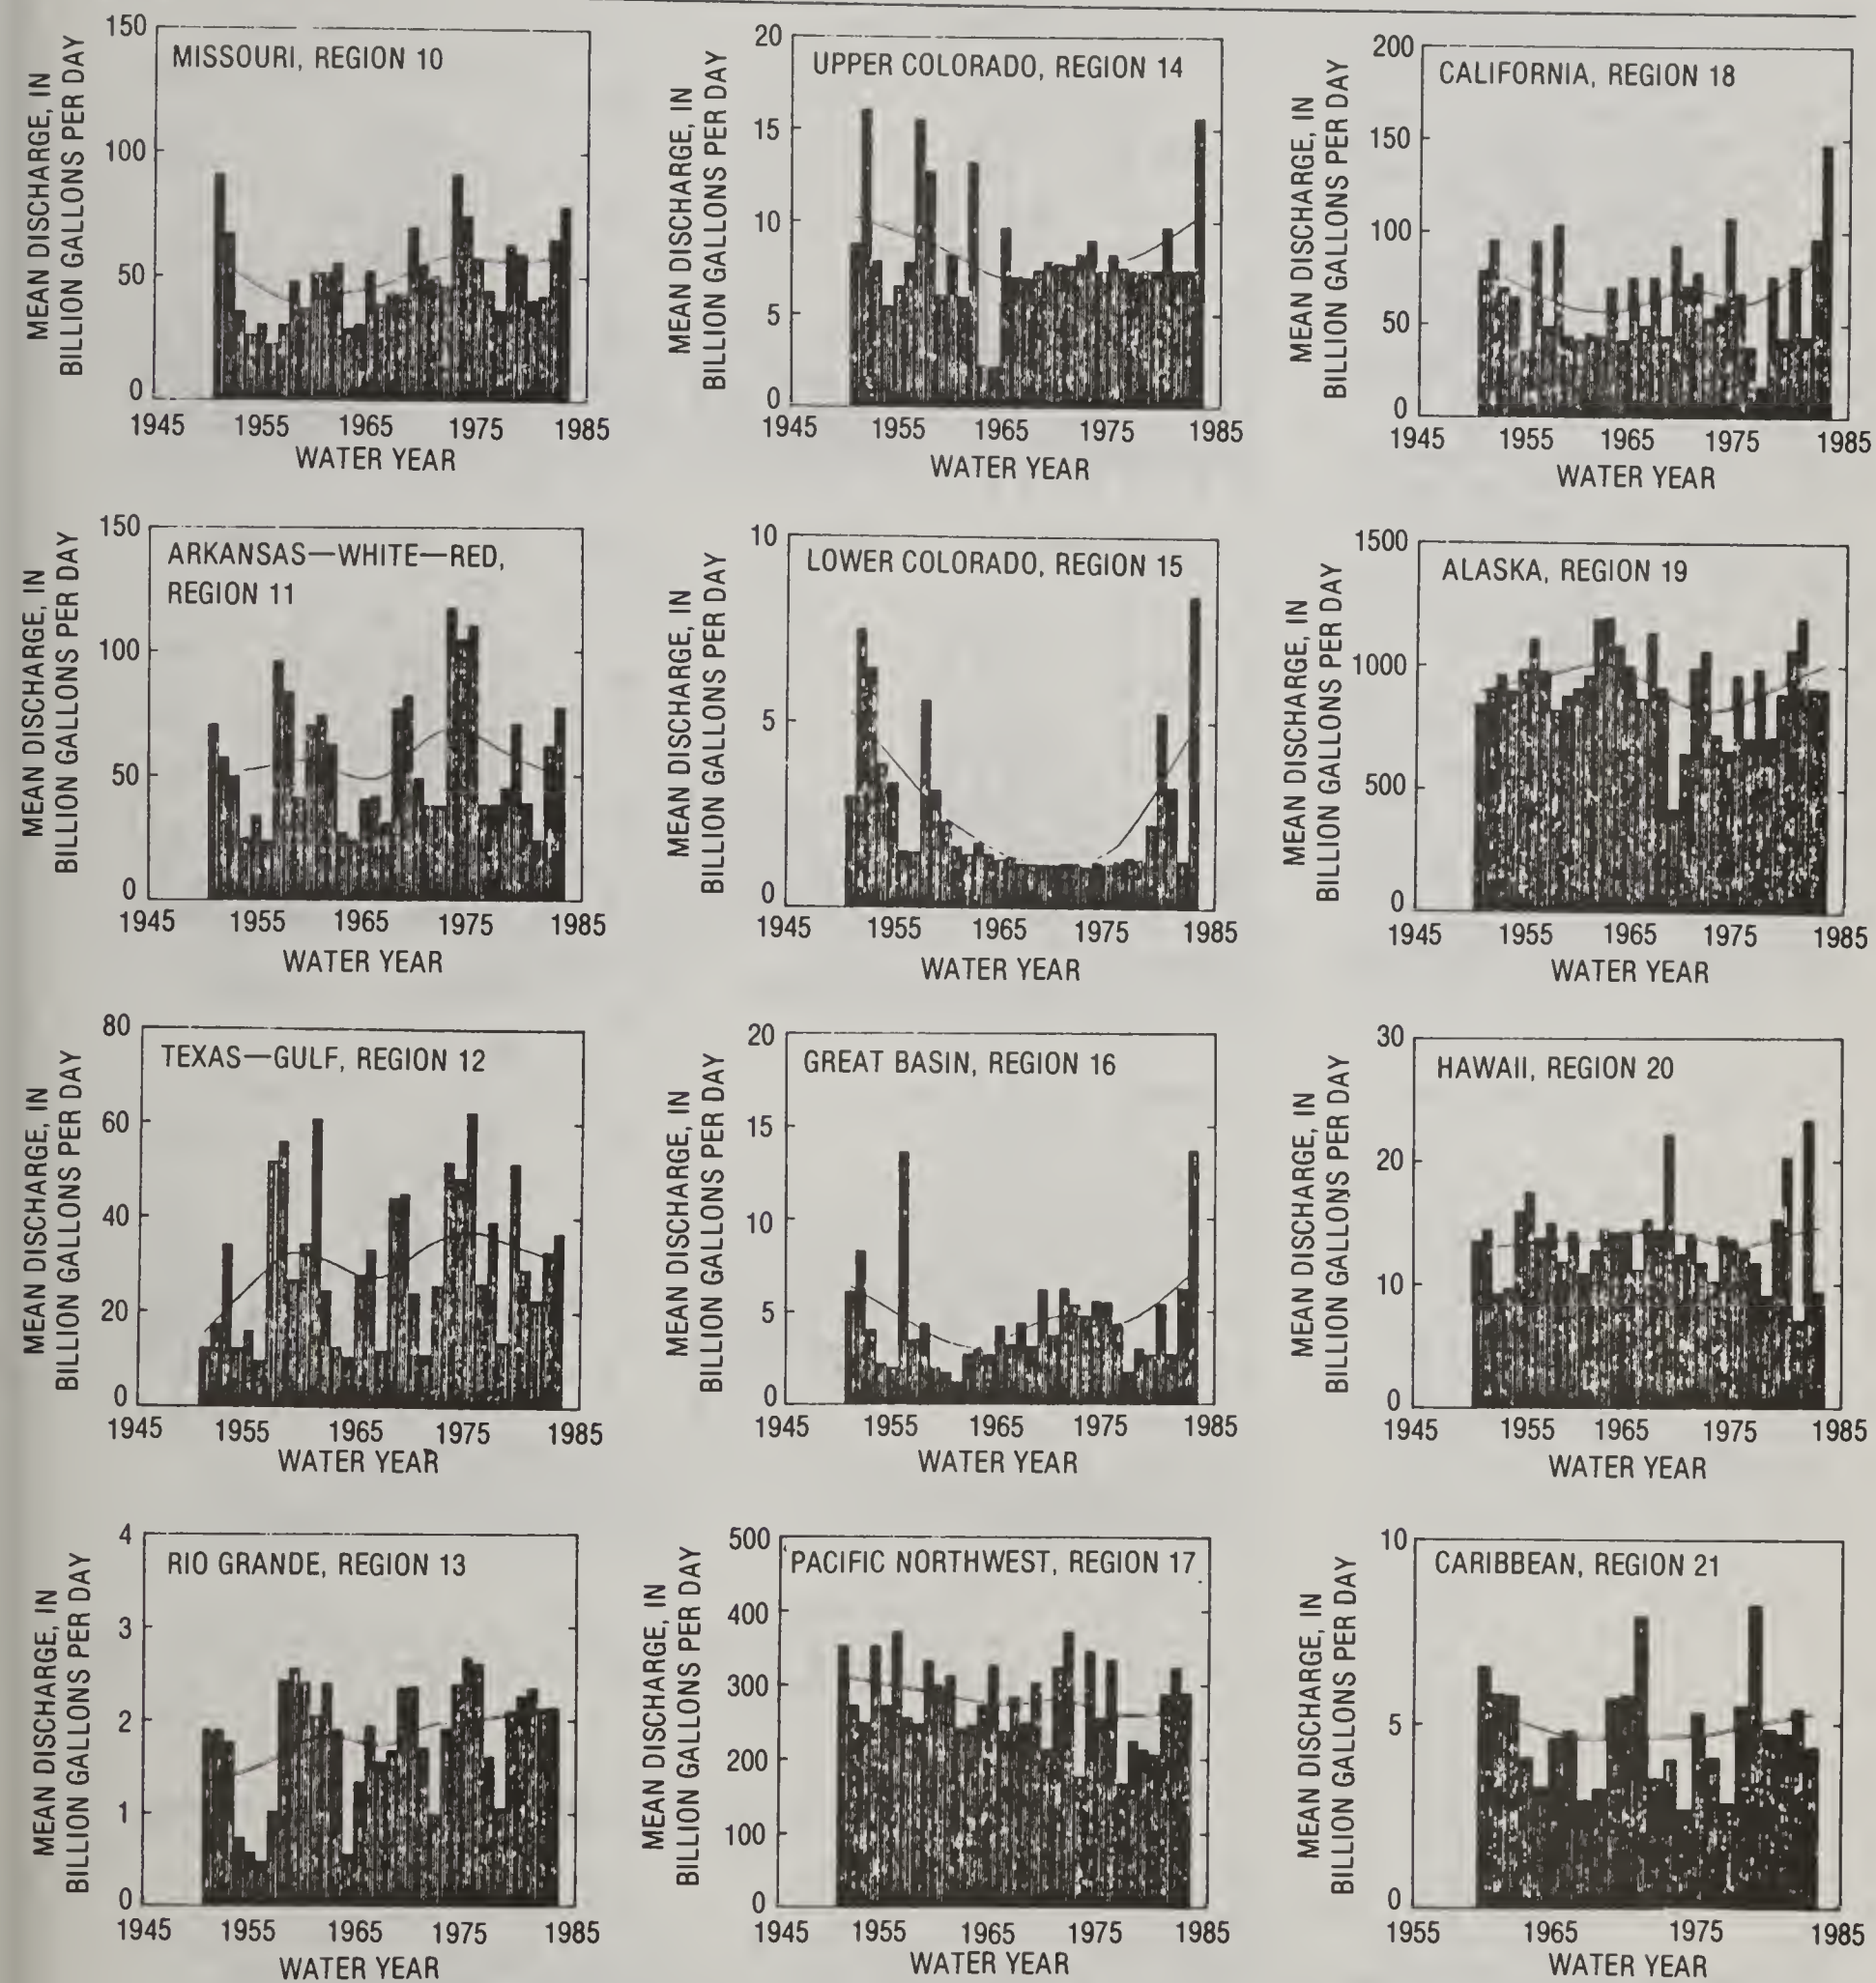 MEAN DISCHARGE, IN
BILLION GALLONS PER DAY
150
100
50
0
MISSOURI, REGION 10
1945 1955 1965 1975 1985
WATER YEAR
MEAN DISCHARGE, IN
BILLION GALLONS PER DAY
20
15
10
5
0
UPPER COLORADO, REGION 14
1945 1955 1965 1975 1985
WATER YEAR
MEAN DISCHARGE, IN
BILLION GALLONS PER DAY
200
150
100
50
0
CALIFORNIA, REGION 18
1945 1955 1965 1975 1985
WATER YEAR
MEAN DISCHARGE, IN
BILLION GALLONS PER DAY
150
100
50
0
ARKANSAS—WHITE—RED,
REGION 11
1945 1955 1965 1975 1985
WATER YEAR
MEAN DISCHARGE, IN
BILLION GALLONS PER DAY
10
5
0
LOWER COLORADO, REGION 15
1945 1955 1965 1975 1985
WATER YEAR
MEAN DISCHARGE, IN
BILLION GALLONS PER DAY
1500
1000
500
0
ALASKA, REGION 19
1945 1955 1965 1975 1985
WATER YEAR
MEAN DISCHARGE, IN
BILLION GALLONS PER DAY
80
60
40
20
0
TEXAS—GULF, REGION 12
1945 1955 1965 1975 1985
WATER YEAR
MEAN DISCHARGE, IN
BILLION GALLONS PER DAY
20
15
10
5
0
GREAT BASIN, REGION 16
1945 1955 1965 1975 1985
WATER YEAR
MEAN DISCHARGE, IN
BILLION GALLONS PER DAY
30
20
10
0
HAWAII, REGION 20
1945 1955 1965 1975 1985
WATER YEAR
MEAN DISCHARGE, IN
BILLION GALLONS PER DAY
4
3
2
1
0
RIO GRANDE, REGION 13
1945 1955 1965 1975 1985
WATER YEAR
MEAN DISCHARGE, IN
BILLION GALLONS PER DAY
500
400
300
200
100
0
PACIFIC NORTHWEST, REGION 17
1945 1955 1965 1975 1985
WATER YEAR
MEAN DISCHARGE, IN
BILLION GALLONS PER DAY
10
5
0
CARIBBEAN, REGION 21
1955 1965 1975 1985
WATER YEAR